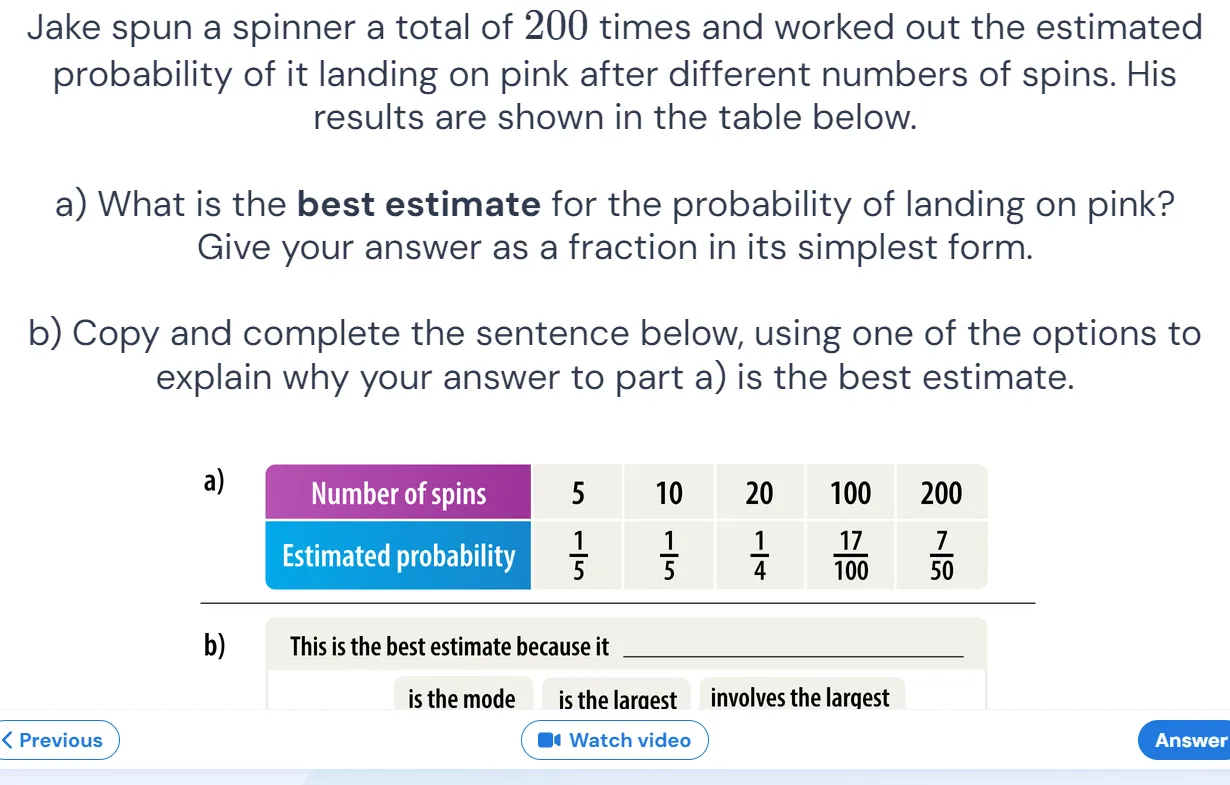 Jake spun a spinner a total of 200 times and worked out the estimated
probability of it landing on pink after different numbers of spins. His
results are shown in the table below.
a) What is the best estimate for the probability of landing on pink?
Give your answer as a fraction in its simplest form.
b) Copy and complete the sentence below, using one of the options to
explain why your answer to part a) is the best estimate.
a)
Number of spins 5 10 20 100 200
Estimated probability 1/5 1/5 1/4 17/100 7/50
b)
This is the best estimate because it
is the mode is the largest involves the largest
Previous Watch video Answer